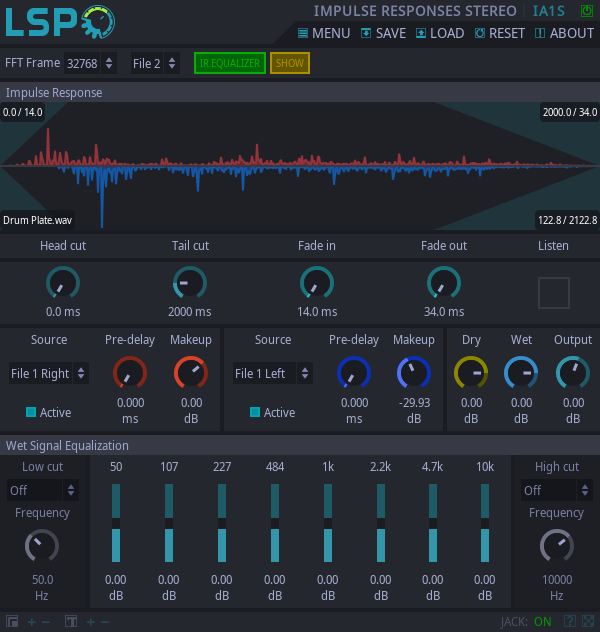 LSP IMPULSE RESPONSES STEREO IA1S
MENU SAVE LOAD RESET ABOUT
FFT Frame 32768 File 2 IR EQUALIZER SHOW
Impulse Response
0.0 / 14.0 2000.0 / 34.0
Drum Plate.wav 122.8 / 2122.8
Head cut Tail cut Fade in Fade out Listen
0.0 ms 2000 ms 14.0 ms 34.0 ms
Source Pre-delay Makeup Source Pre-delay Makeup Dry Wet Output
File 1 Right File 1 Left
Active 0.000 0.00 Active 0.000 -29.93 0.00 0.00 0.00
ms dB ms dB dB dB dB
Wet Signal Equalization
Low cut 50 107 227 484 1k 2.2k 4.7k 10k High cut
Off Off
Frequency Frequency
50.0 0.00 0.00 0.00 0.00 0.00 0.00 0.00 0.00 10000
Hz dB dB dB dB dB dB dB dB Hz
+ - + - JACK: ON ?